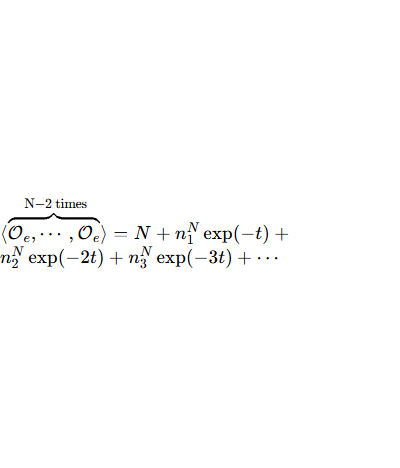 N−2 times
⟨𝒪_e, ⋯ , 𝒪_e⟩ = N + n_1^N exp(−t) +
n_2^N exp(−2t) + n_3^N exp(−3t) + ⋯